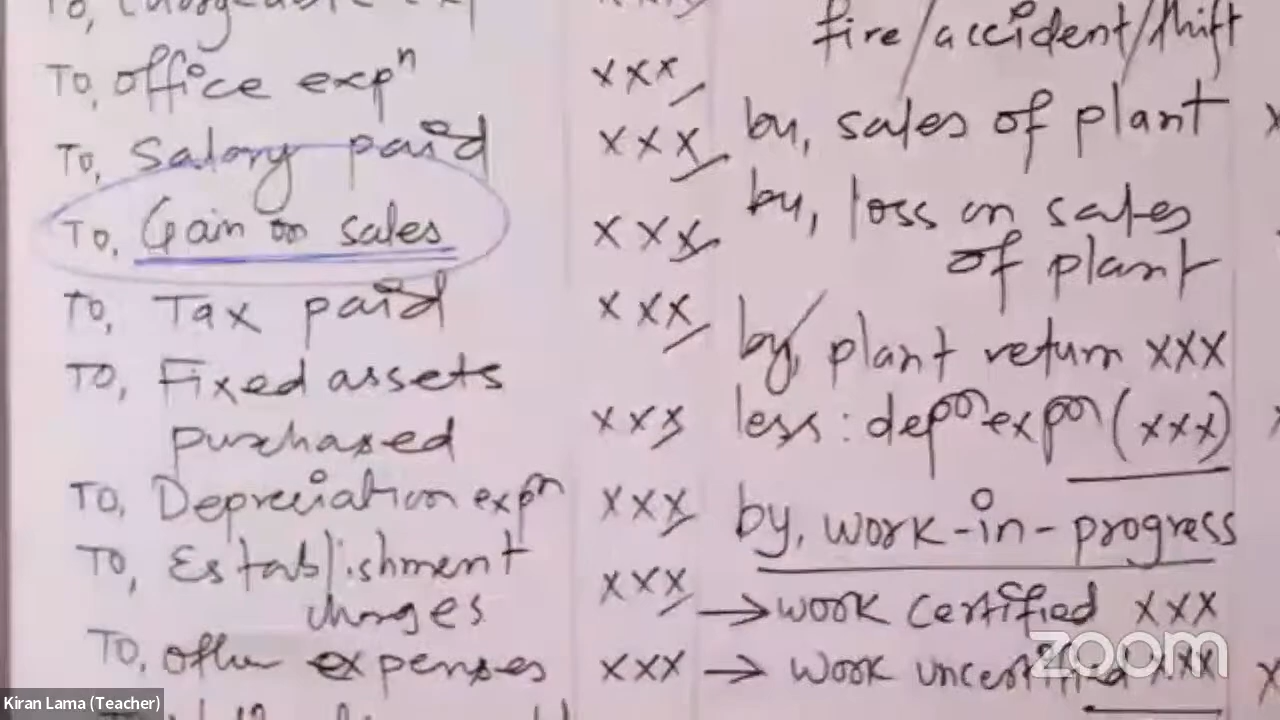 TO, office expⁿ xxx
TO, Salary paid xxx
TO, Gain on sales xxx
TO, Tax paid xxx
TO, Fixed assets
purchased xxx
TO, Depreciation expⁿ xxx
TO, Establishment
charges xxx
TO, other expenses xxx
fire/accident/thift
by, sales of plant
by, loss on sales
of plant
by, plant return xxx
less: depⁿ expⁿ (xxx)
by, work-in-progress
→ work certified xxx
→ work uncertified xxx
zoom
Kiran Lama (Teacher)